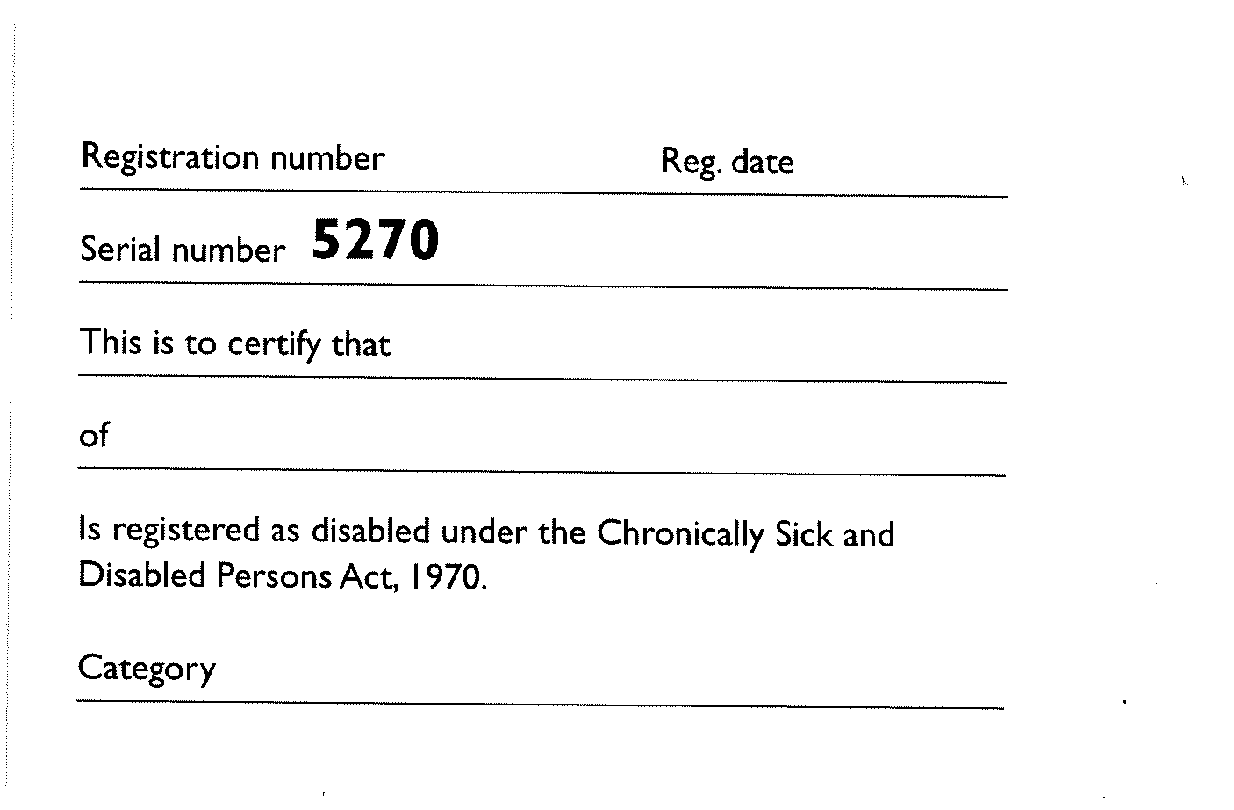 Registration number Reg. date
Serial number 5270
This is to certify that
of
Is registered as disabled under the Chronically Sick and
Disabled Persons Act, 1970.
Category